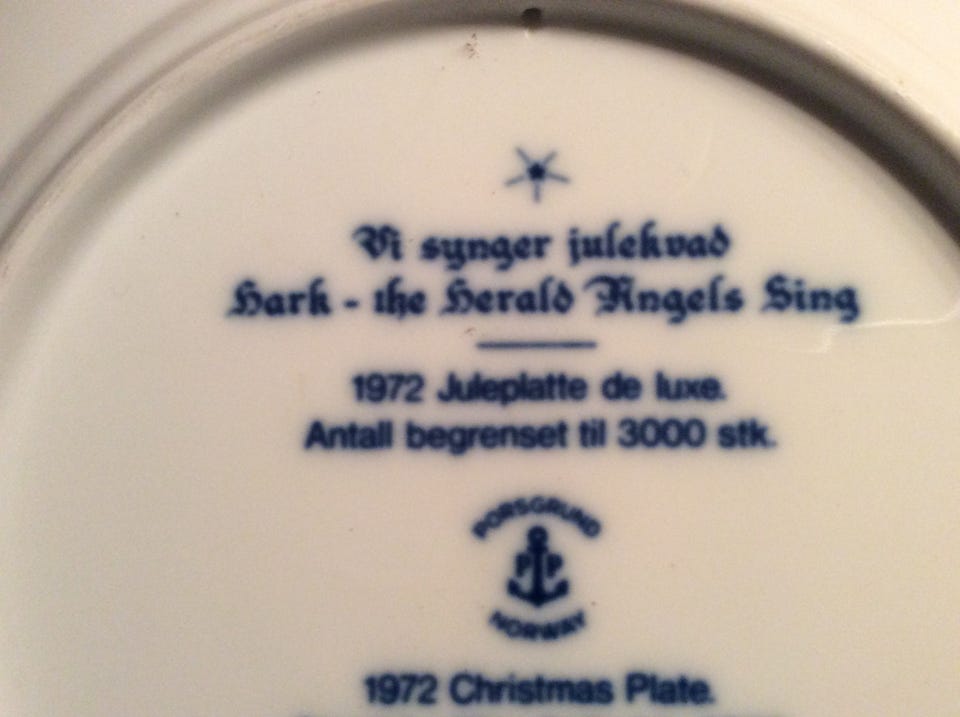 Vi synger julekvad
Hark - the Herald Angels Sing
1972 Juleplatte de luxe.
Antall begrenset til 3000 stk.
PORSGRUND
P P
NORWAY
1972 Christmas Plate.